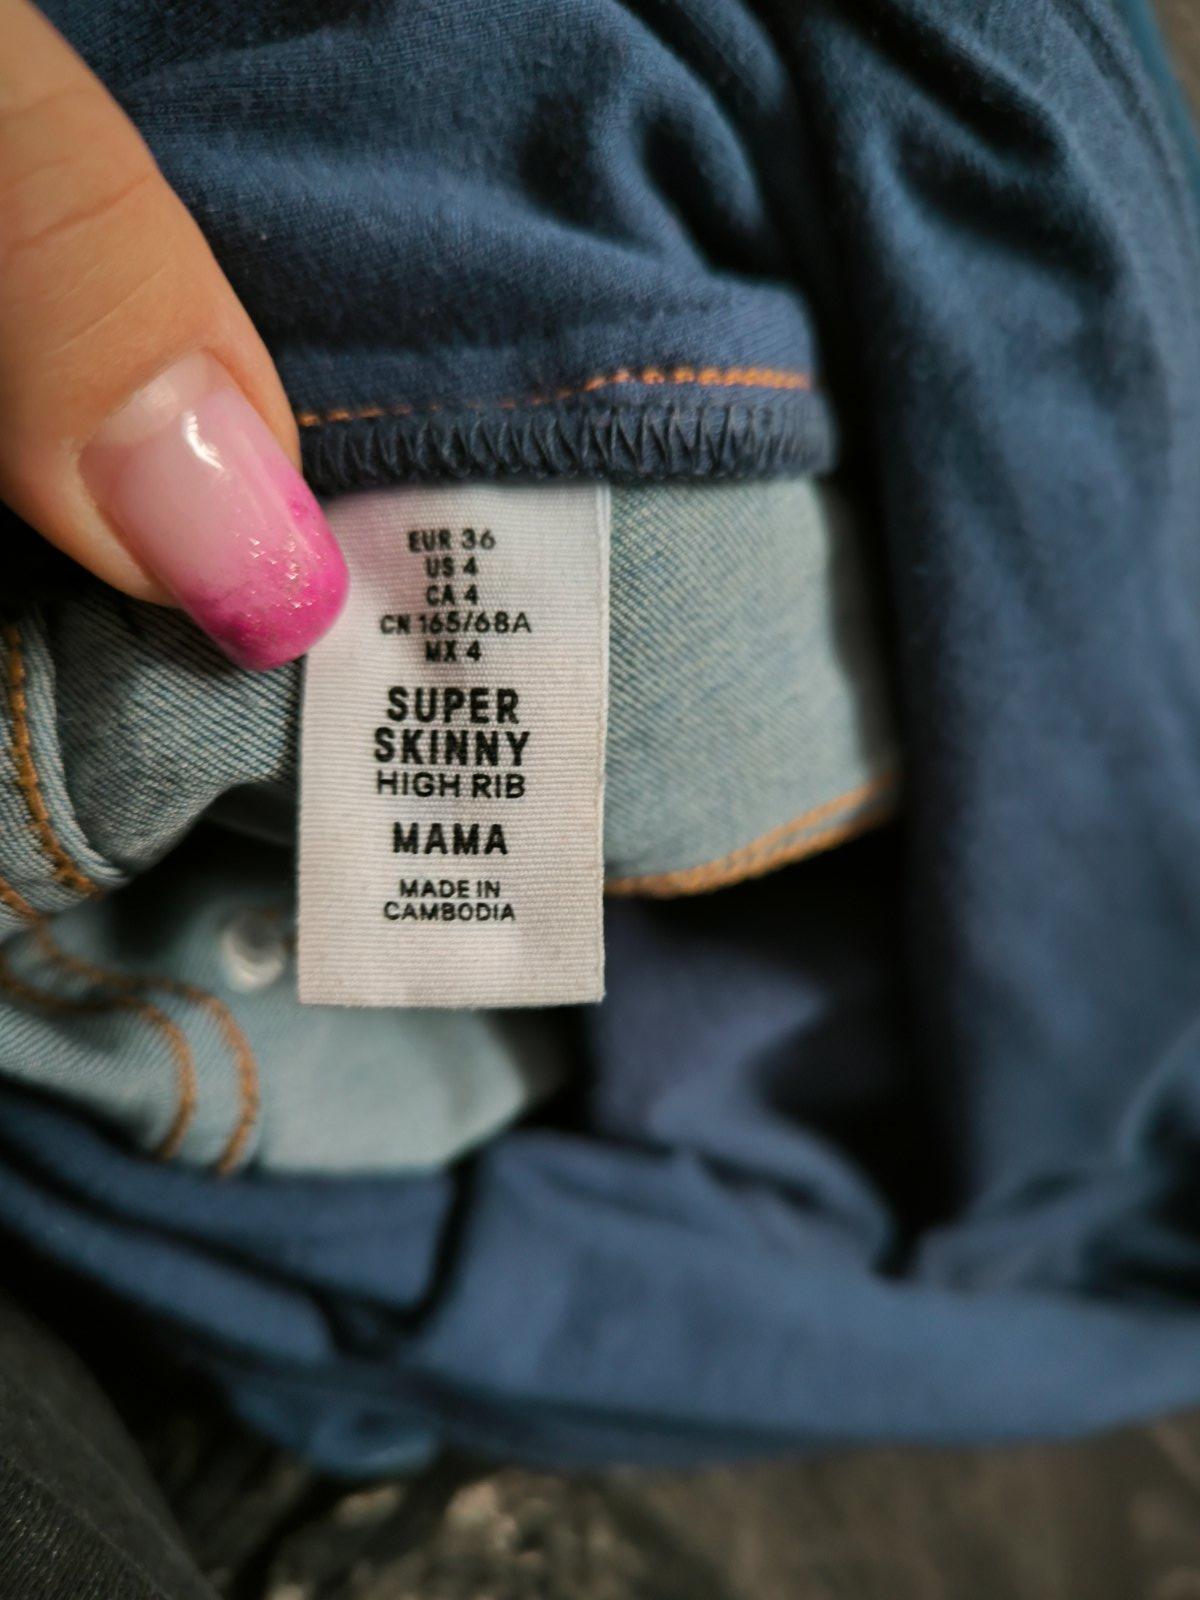 EUR 36
US 4
CA 4
CN 165/68A
MX 4
SUPER
SKINNY
HIGH RIB
MAMA
MADE IN
CAMBODIA